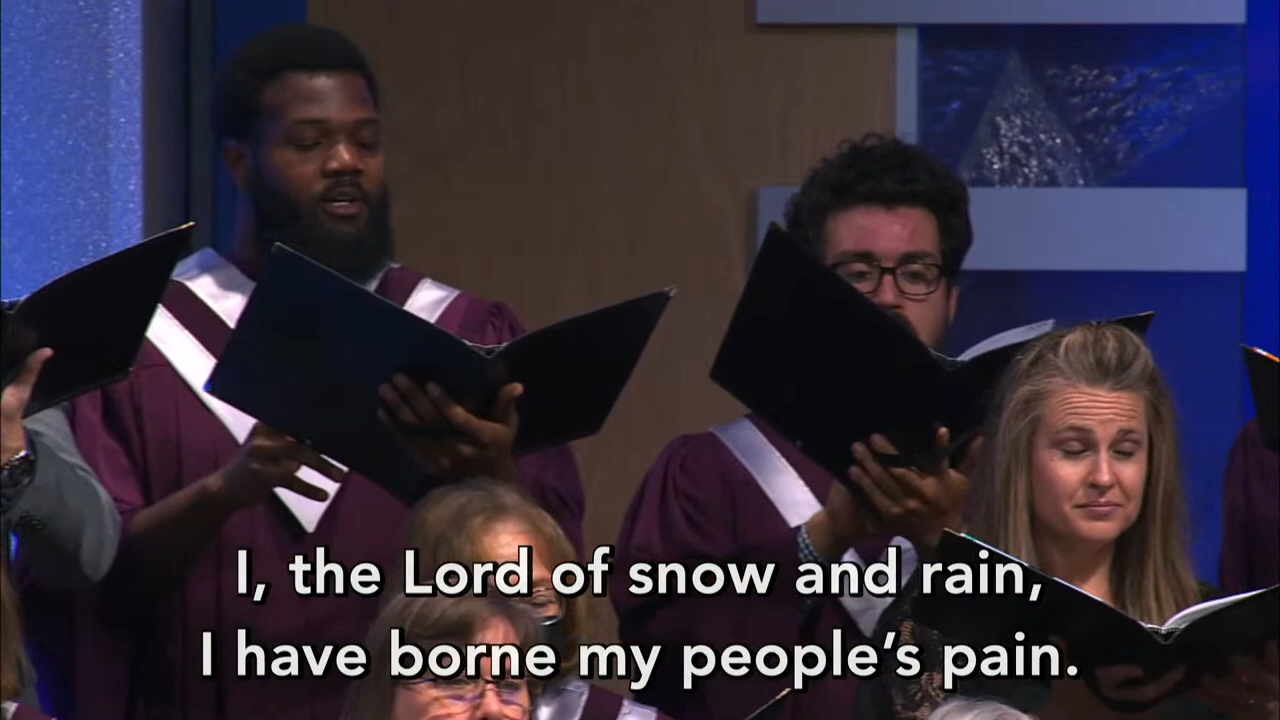 I, the Lord of snow and rain,
I have borne my people’s pain.